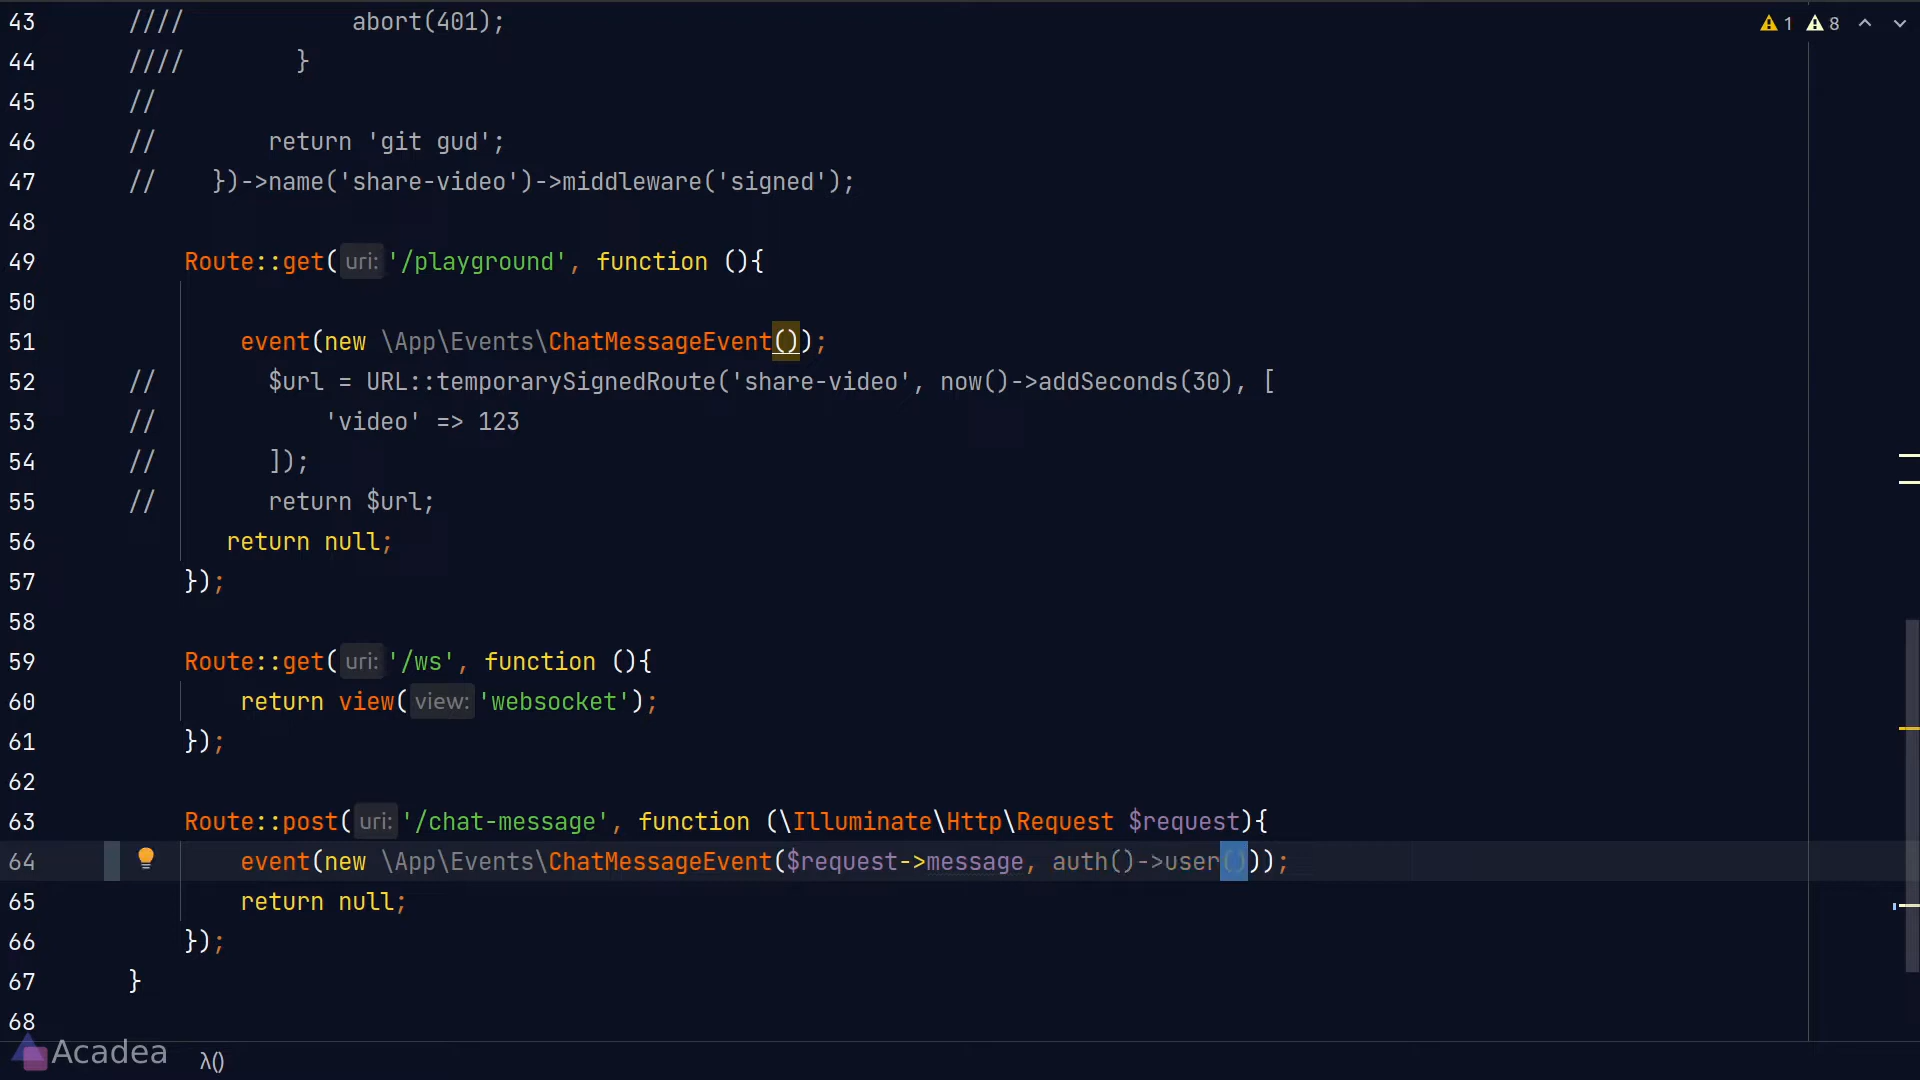 43 //// abort(401);
1 8
44 //// }
45 //
46 // return 'git gud';
47 // })->name('share-video')->middleware('signed');
48
49 Route::get( uri: '/playground', function (){
50
51 event(new \App\Events\ChatMessageEvent());
52 // $url = URL::temporarySignedRoute('share-video', now()->addSeconds(30), [
53 // 'video' => 123
54 // ]);
55 // return $url;
56 return null;
57 });
58
59 Route::get( uri: '/ws', function (){
60 return view( view: 'websocket');
61 });
62
63 Route::post( uri: '/chat-message', function (\Illuminate\Http\Request $request){
64 event(new \App\Events\ChatMessageEvent($request->message, auth()->user()));
65 return null;
66 });
67 }
68
Acadea
λ()